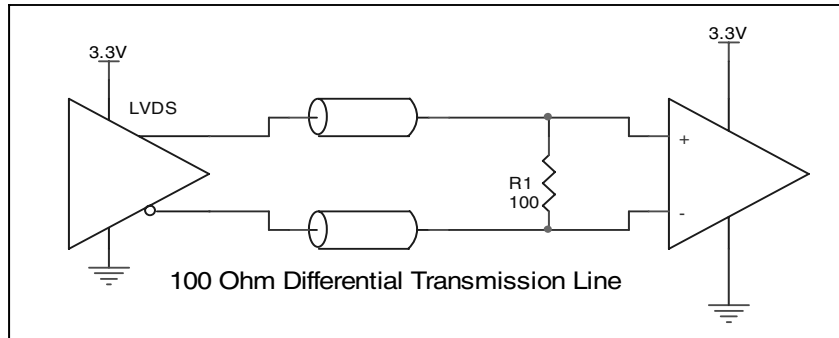 3.3V
3.3V
LVDS
+
R1
100
-
100 Ohm Differential Transmission Line